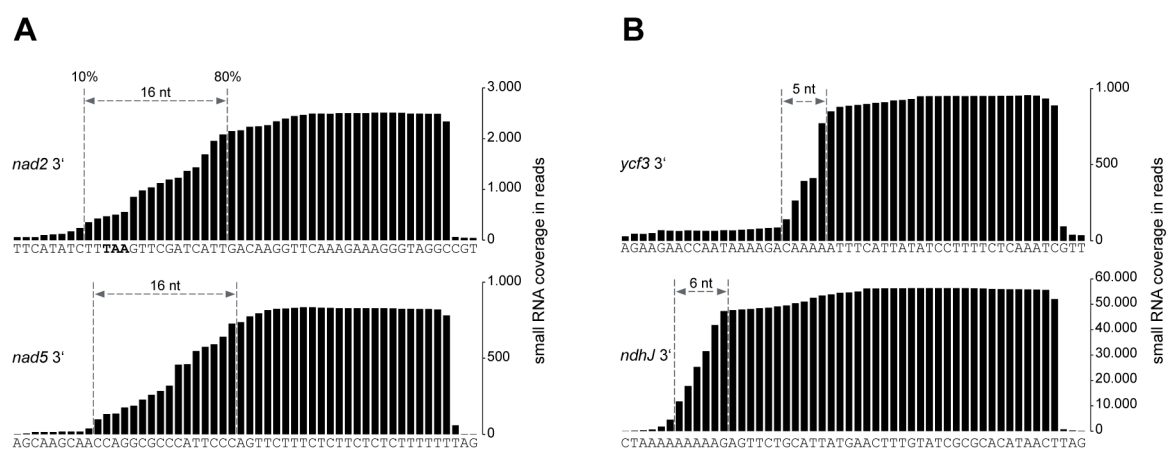 A
10% 80%
16 nt
3.000
2.000
1.000
0
nad2 3‘
TTCATATCTTTAAGTTCGATCATTGACAAGGTTCAAAGAAAGGGTAGGCCGT
16 nt
1.000
500
0
nad5 3‘
AGCAAGCAACCAGGCGCCCATTCCCAGTTCTTTCTCTTCTCTCTTTTTTTAG
small RNA coverage in reads
B
5 nt
1.000
500
0
ycf3 3‘
AGAAGAACCAATAAAAGACAAAAATTTCATTATATCCTTTTCTCAAATCGTT
6 nt
60.000
50.000
40.000
30.000
20.000
10.000
0
ndhJ 3‘
CTAAAAAAAAAGAGTTCTGCATTATGAACTTTGTATCGCGCACATAACTTAG
small RNA coverage in reads